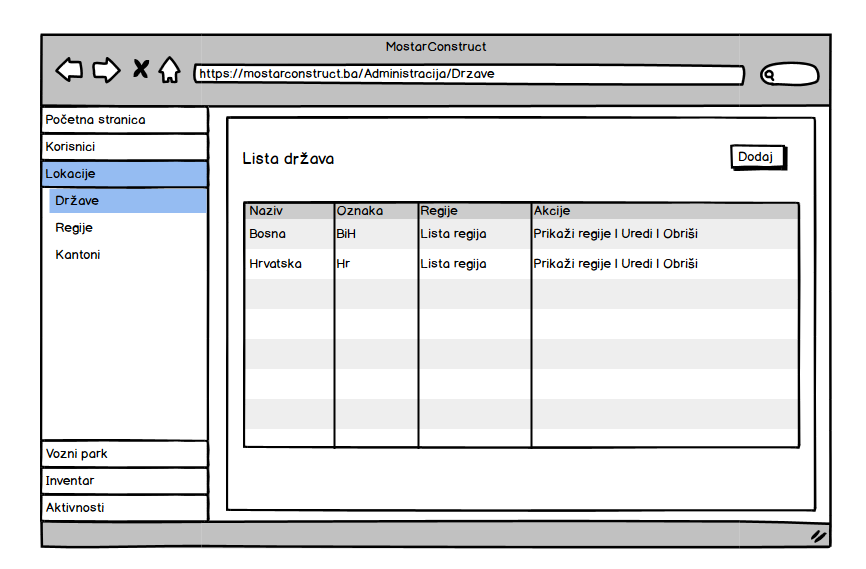 MostarConstruct
https://mostarconstruct.ba/Administracija/Drzave
Početna stranica
Korisnici
Lokacije
Države
Regije
Kantoni
Vozni park
Inventar
Aktivnosti
Lista država
Dodaj
Naziv Oznaka Regije Akcije
Bosna BiH Lista regija Prikaži regije | Uredi | Obriši
Hrvatska Hr Lista regija Prikaži regije | Uredi | Obriši